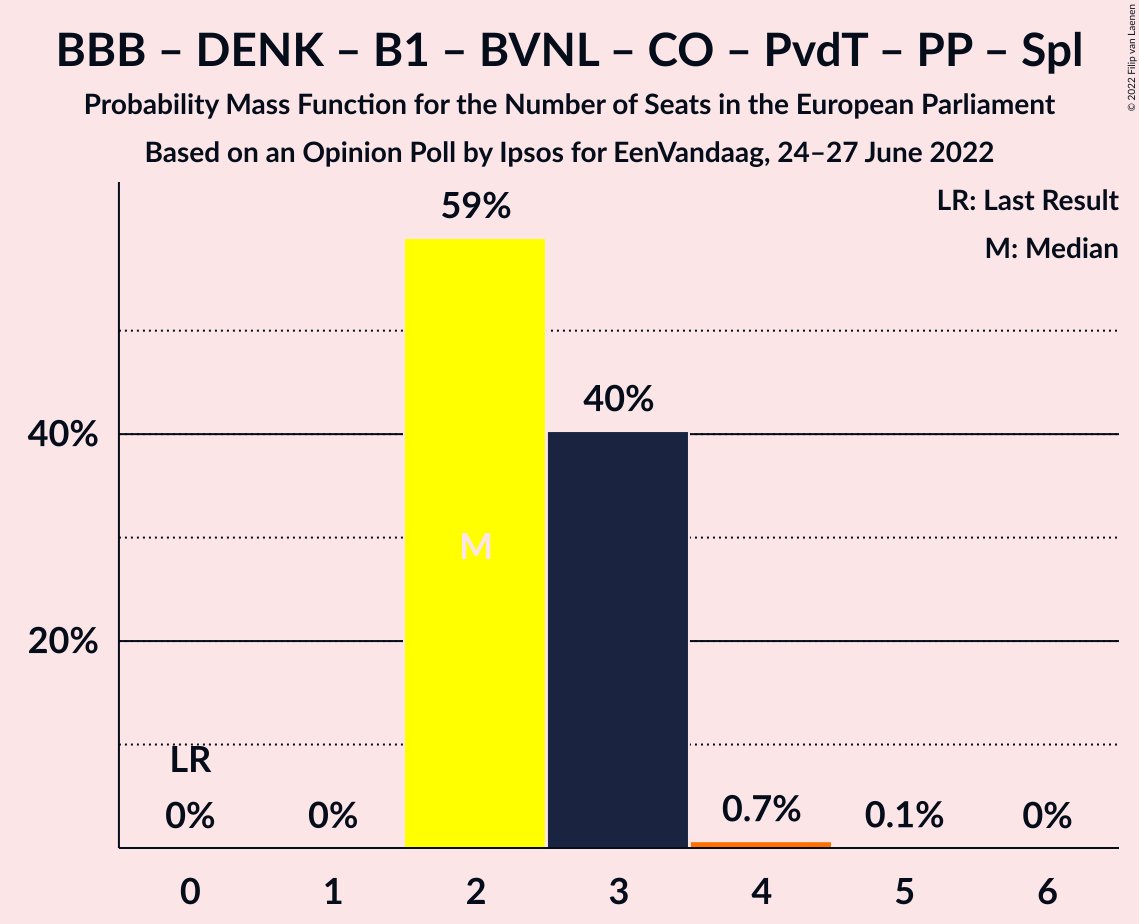 BBB – DENK – B1 – BVNL – CO – PvdT – PP – Spl
Probability Mass Function for the Number of Seats in the European Parliament
Based on an Opinion Poll by Ipsos for EenVandaag, 24–27 June 2022
© 2022 Filip van Laenen
LR: Last Result
M: Median
59%
40%
40%
M
20%
LR
0%
0%
0.7%
0.1%
0%
0
1
2
3
4
5
6